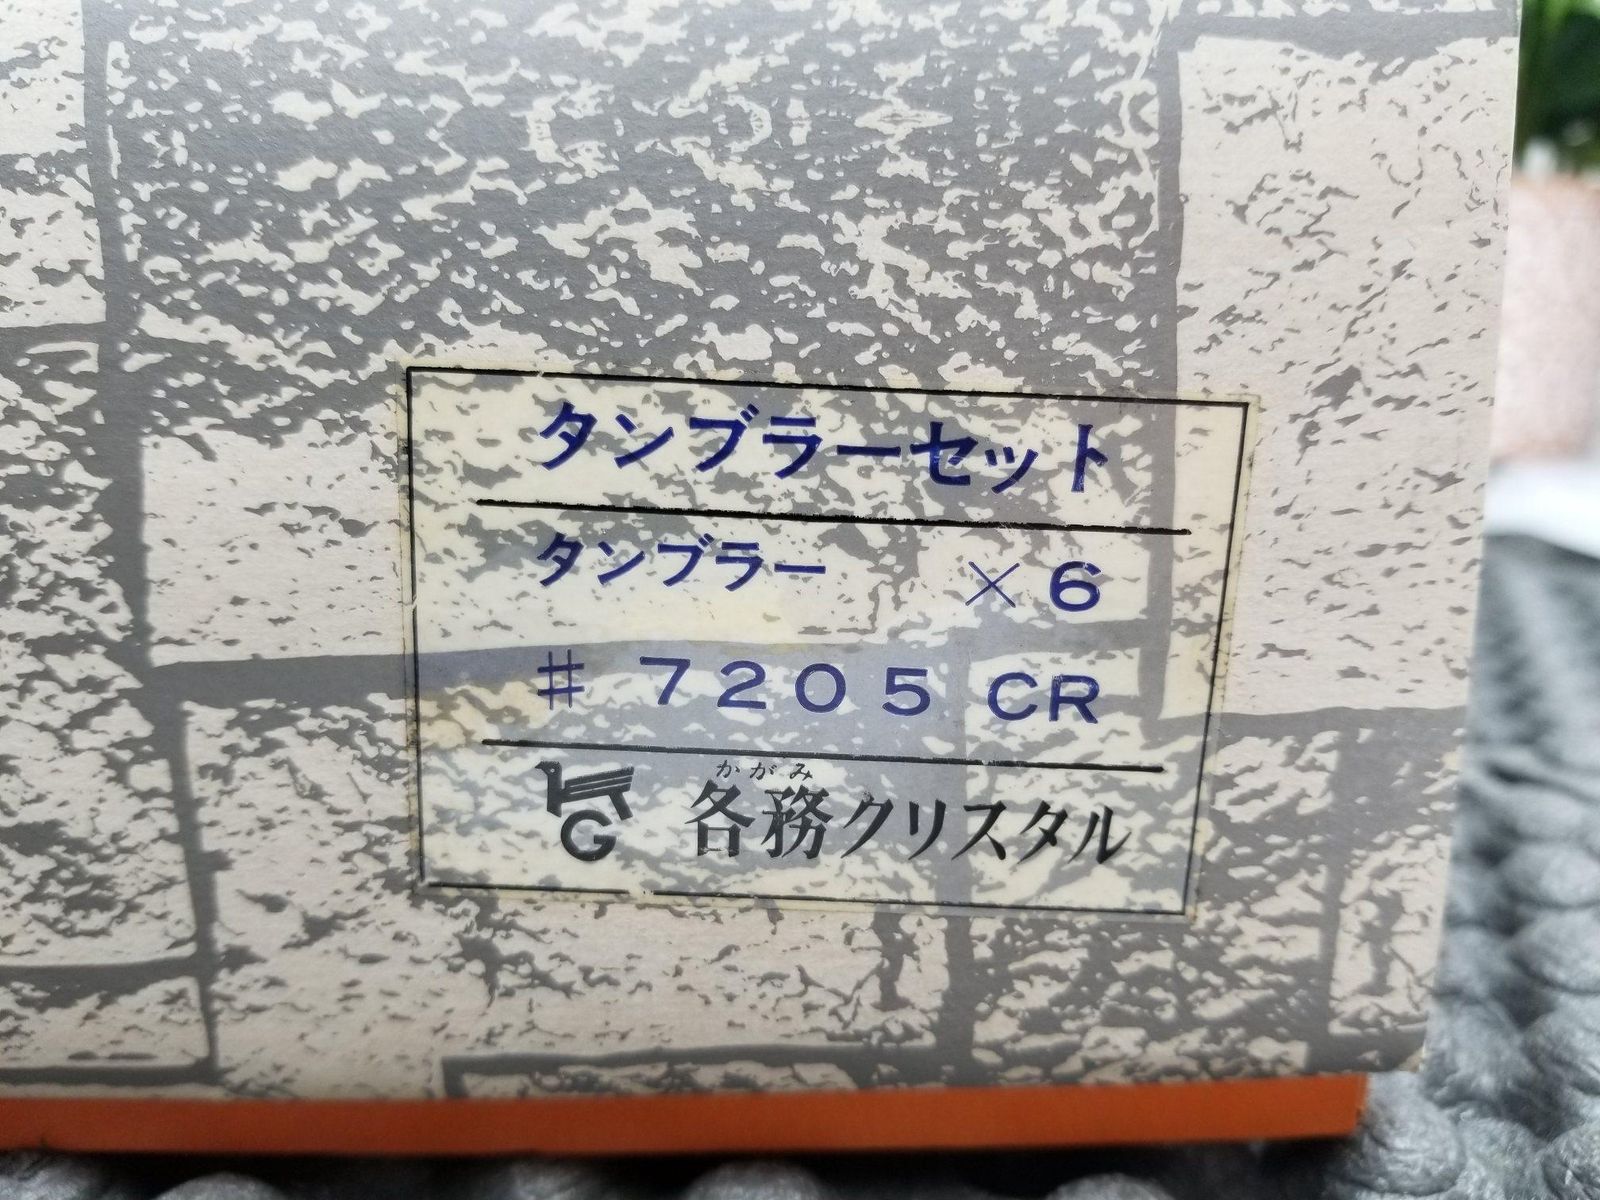 タンブラーセット
タンブラー ×6
# 7205 CR
かがみ
G 各務クリスタル